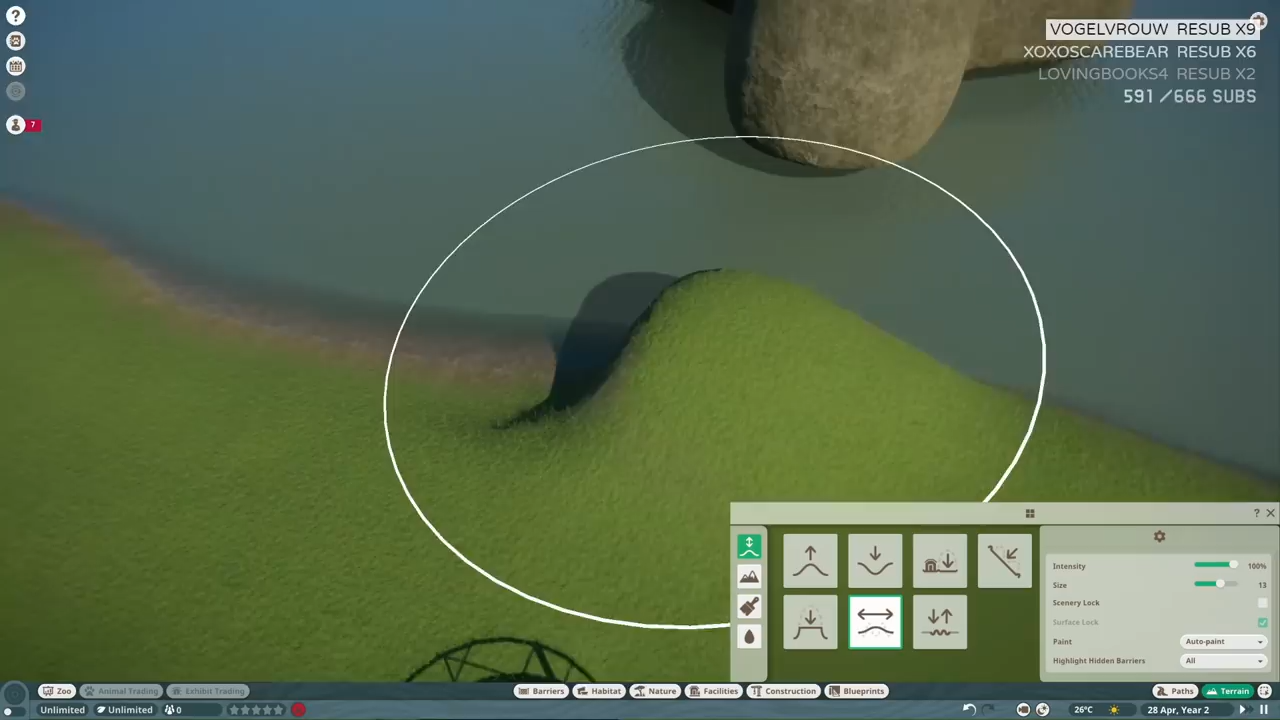 ?
VOGELVROUW RESUB X9
XOXOSCAREBEAR RESUB X6
LOVINGBOOKS4 RESUB X2
591 /666 SUBS
7
?
Intensity 100%
Size 13
Scenery Lock
Surface Lock
Paint Auto-paint
Highlight Hidden Barriers All
Zoo Animal Trading Exhibit Trading Barriers Habitat Nature Facilities Construction Blueprints Paths Terrain
Unlimited Unlimited 0 26°C 28 Apr, Year 2